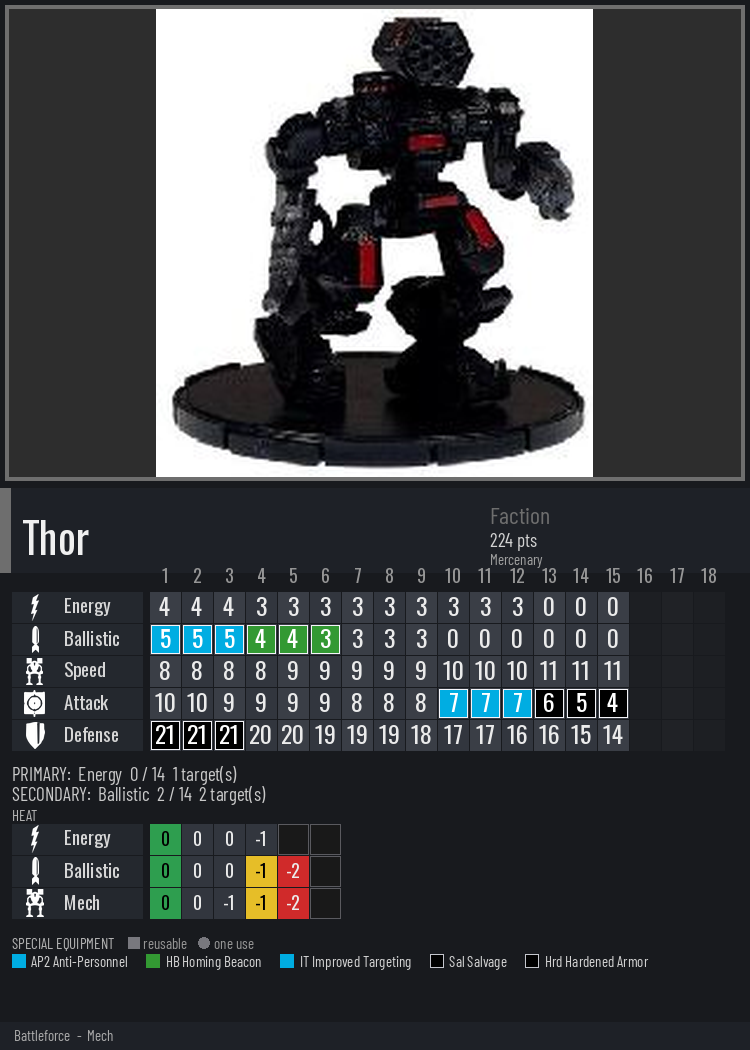 Thor
Faction
224 pts
Mercenary
1 2 3 4 5 6 7 8 9 10 11 12 13 14 15 16 17 18
Energy 4 4 4 3 3 3 3 3 3 3 3 3 0 0 0
Ballistic 5 5 5 4 4 3 3 3 3 0 0 0 0 0 0
Speed 8 8 8 8 9 9 9 9 9 10 10 10 11 11 11
Attack 10 10 9 9 9 9 8 8 8 7 7 7 6 5 4
Defense 21 21 21 20 20 19 19 19 18 17 17 16 16 15 14
PRIMARY: Energy 0 / 14 1 target(s)
SECONDARY: Ballistic 2 / 14 2 target(s)
HEAT
Energy 0 0 0 -1
Ballistic 0 0 0 -1 -2
Mech 0 0 -1 -1 -2
SPECIAL EQUIPMENT reusable one use
AP2 Anti-Personnel HB Homing Beacon IT Improved Targeting Sal Salvage Hrd Hardened Armor
Battleforce - Mech